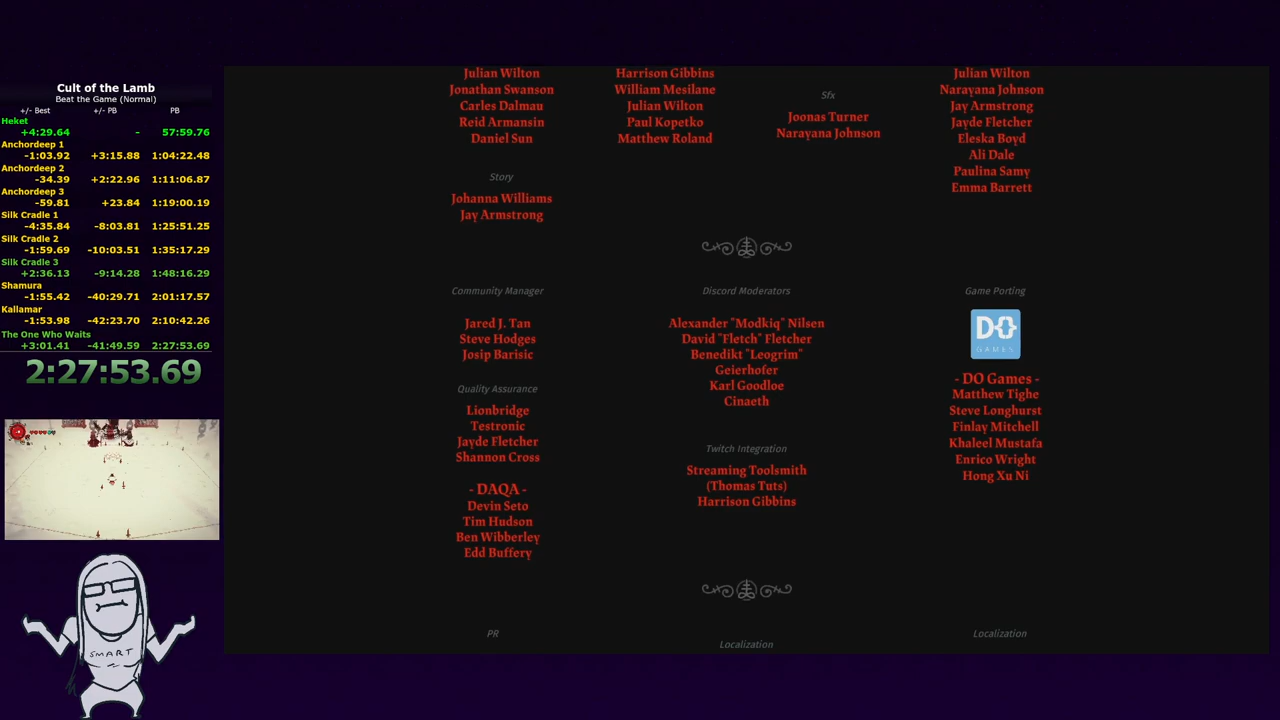 Cult of the Lamb
Beat the Game (Normal)
+/- Best +/- PB PB
Heket
+4:29.64 - 57:59.76
Anchordeep 1
-1:03.92 +3:15.88 1:04:22.48
Anchordeep 2
-34.39 +2:22.96 1:11:06.87
Anchordeep 3
-59.81 +23.84 1:19:00.19
Silk Cradle 1
-4:35.84 -8:03.81 1:25:51.25
Silk Cradle 2
-1:59.69 -10:03.51 1:35:17.29
Silk Cradle 3
+2:36.13 -9:14.28 1:48:16.29
Shamura
-1:55.42 -40:29.71 2:01:17.57
Kallamar
-1:53.98 -42:23.70 2:10:42.26
The One Who Waits
+3:01.41 -41:49.59 2:27:53.69
2:27:53.69
SMART
Julian Wilton
Jonathan Swanson
Carles Dalmau
Reid Armansin
Daniel Sun
Story
Johanna Williams
Jay Armstrong
Harrison Gibbins
William Mesilane
Julian Wilton
Paul Kopetko
Matthew Roland
Sfx
Joonas Turner
Narayana Johnson
Julian Wilton
Narayana Johnson
Jay Armstrong
Jayde Fletcher
Eleska Boyd
Ali Dale
Paulina Samy
Emma Barrett
Community Manager
Jared J. Tan
Steve Hodges
Josip Barisic
Quality Assurance
Lionbridge
Testronic
Jayde Fletcher
Shannon Cross
- DAQA -
Devin Seto
Tim Hudson
Ben Wibberley
Edd Buffery
Discord Moderators
Alexander "Modkiq" Nilsen
David "Fletch" Fletcher
Benedikt "Leogrim"
Geierhofer
Karl Goodloe
Cinaeth
Twitch Integration
Streaming Toolsmith
(Thomas Tuts)
Harrison Gibbins
Game Porting
DO
GAMES
- DO Games -
Matthew Tighe
Steve Longhurst
Finlay Mitchell
Khaleel Mustafa
Enrico Wright
Hong Xu Ni
PR
Localization
Localization